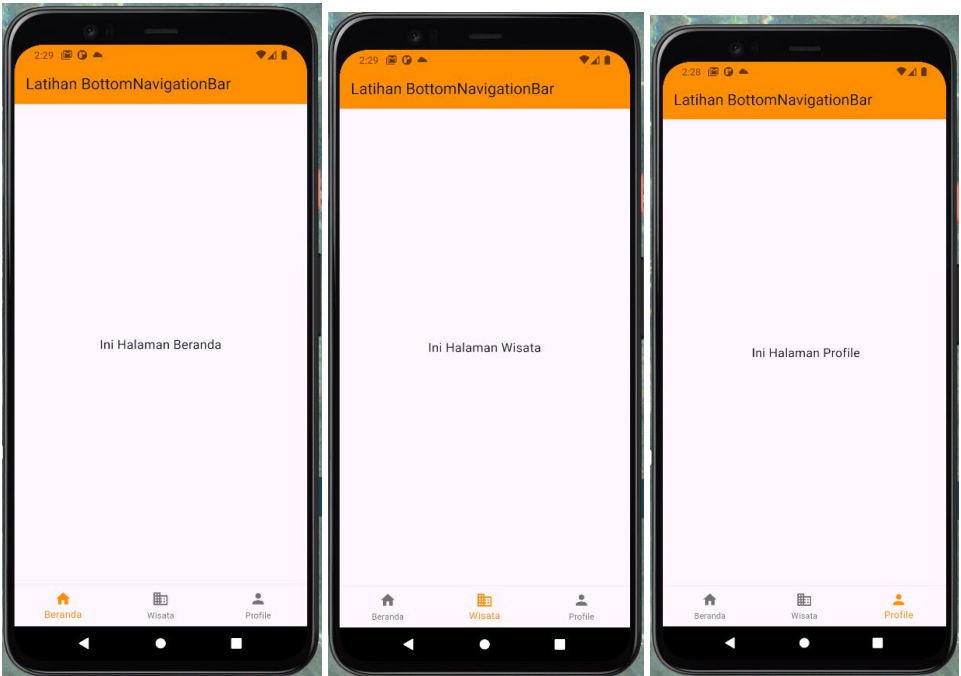 2:29
Latihan BottomNavigationBar
Ini Halaman Beranda
Beranda Wisata Profile
2:29
Latihan BottomNavigationBar
Ini Halaman Wisata
Beranda Wisata Profile
2:28
Latihan BottomNavigationBar
Ini Halaman Profile
Beranda Wisata Profile